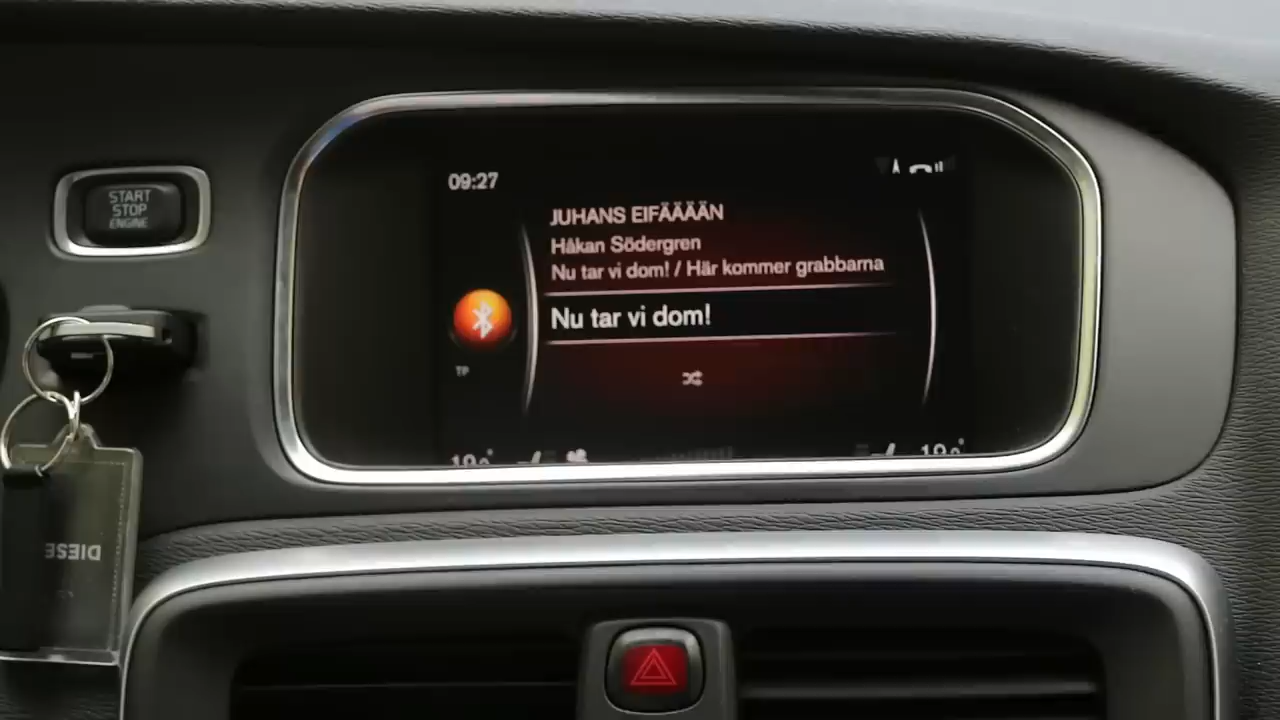 START
STOP
ENGINE
09:27
JUHANS EIFÄÄÄÄN
Håkan Södergren
Nu tar vi dom! / Här kommer grabbarna
Nu tar vi dom!
TP
DIESEL